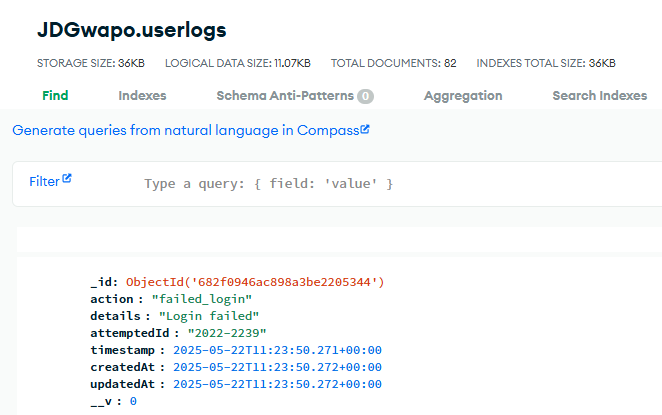 JDGwapo.userlogs
STORAGE SIZE: 36KB LOGICAL DATA SIZE: 11.07KB TOTAL DOCUMENTS: 82 INDEXES TOTAL SIZE: 36KB
Find Indexes Schema Anti-Patterns 0 Aggregation Search Indexes
Generate queries from natural language in Compass
Filter Type a query: { field: 'value' }
_id: ObjectId('682f0946ac898a3be2205344')
action : "failed_login"
details : "Login failed"
attemptedId : "2022-2239"
timestamp : 2025-05-22T11:23:50.271+00:00
createdAt : 2025-05-22T11:23:50.272+00:00
updatedAt : 2025-05-22T11:23:50.272+00:00
__v : 0